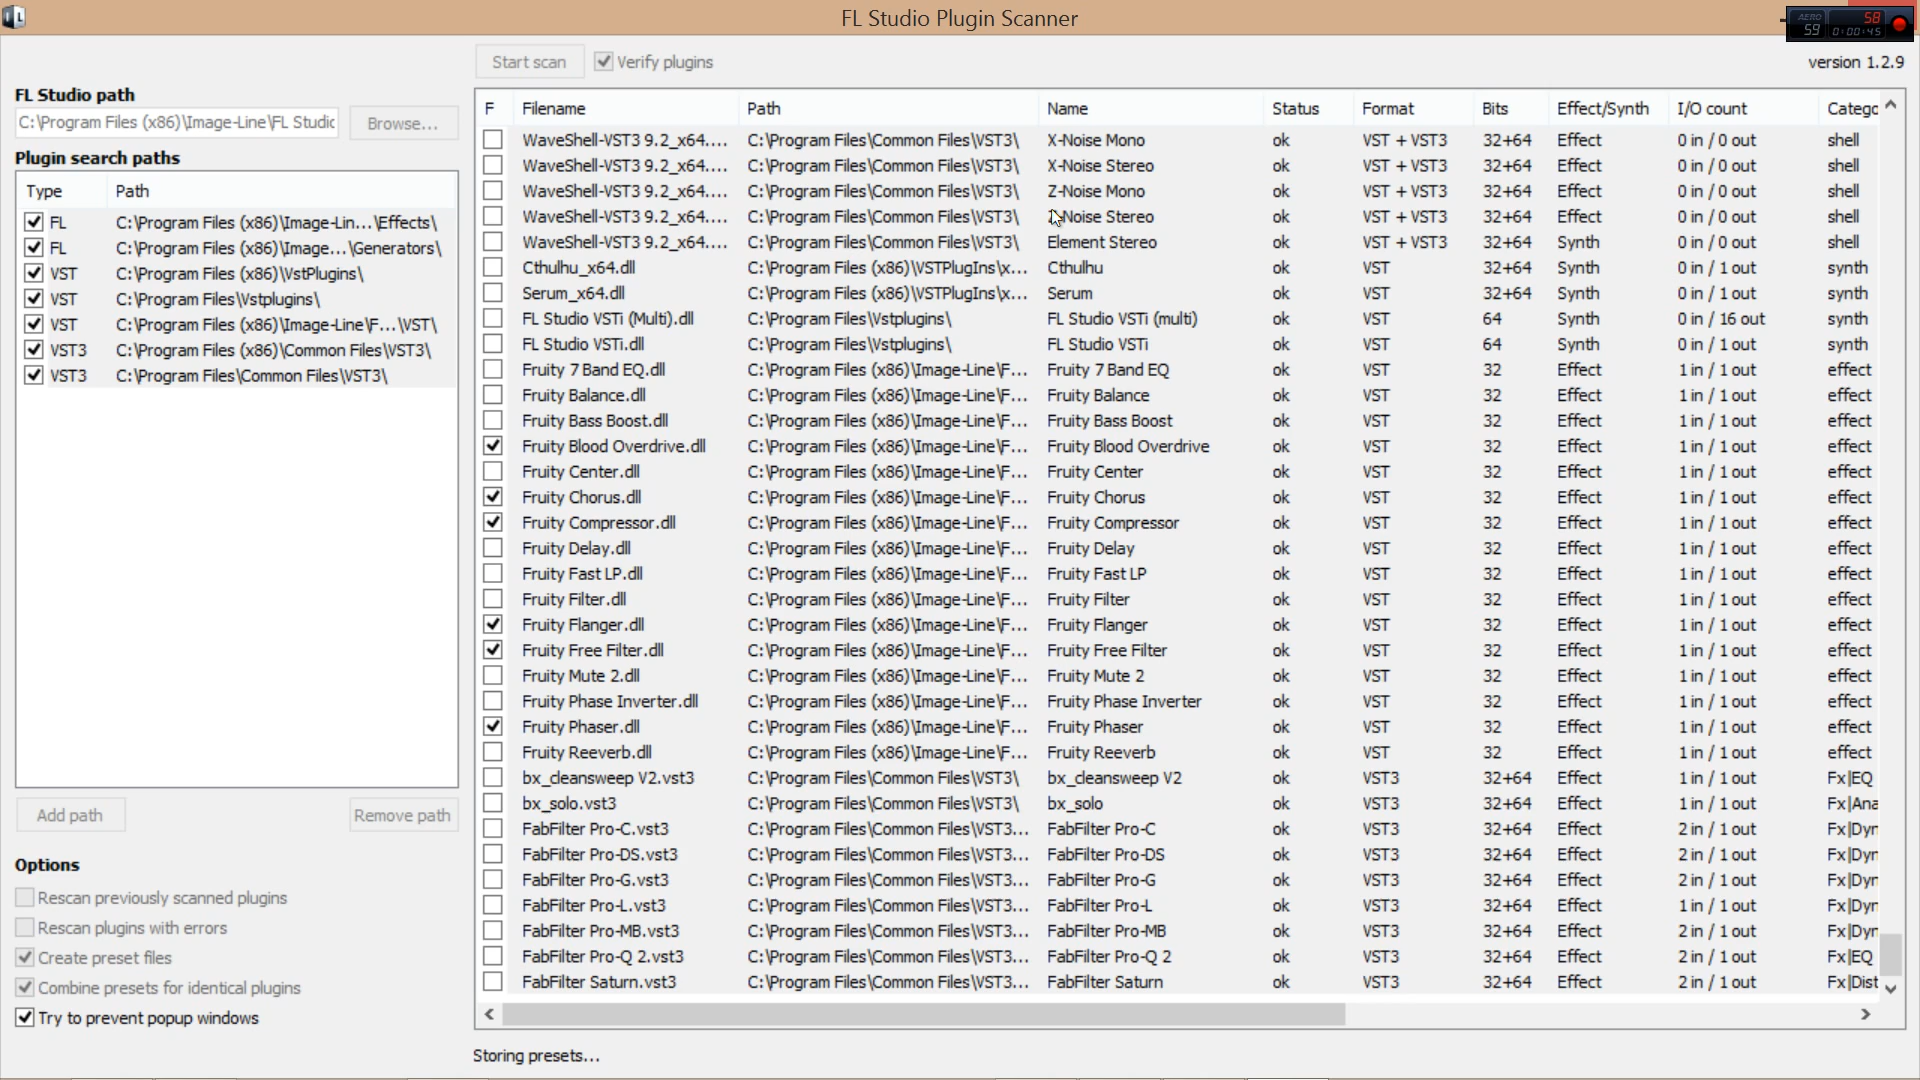 FL Studio Plugin Scanner
AERO 59 58 0:00:45
Start scan Verify plugins version 1.2.9
FL Studio path
C:\Program Files (x86)\Image-Line\FL Studic Browse...
Plugin search paths
Type Path
FL C:\Program Files (x86)\Image-Lin...\Effects\
FL C:\Program Files (x86)\Image...\Generators\
VST C:\Program Files (x86)\VstPlugins\
VST C:\Program Files\Vstplugins\
VST C:\Program Files (x86)\Image-Line\F...\VST\
VST3 C:\Program Files (x86)\Common Files\VST3\
VST3 C:\Program Files\Common Files\VST3\
Add path Remove path
Options
Rescan previously scanned plugins
Rescan plugins with errors
Create preset files
Combine presets for identical plugins
Try to prevent popup windows
F Filename Path Name Status Format Bits Effect/Synth I/O count Catego
WaveShell-VST3 9.2_x64.... C:\Program Files\Common Files\VST3\ X-Noise Mono ok VST + VST3 32+64 Effect 0 in / 0 out shell
WaveShell-VST3 9.2_x64.... C:\Program Files\Common Files\VST3\ X-Noise Stereo ok VST + VST3 32+64 Effect 0 in / 0 out shell
WaveShell-VST3 9.2_x64.... C:\Program Files\Common Files\VST3\ Z-Noise Mono ok VST + VST3 32+64 Effect 0 in / 0 out shell
WaveShell-VST3 9.2_x64.... C:\Program Files\Common Files\VST3\ Z-Noise Stereo ok VST + VST3 32+64 Effect 0 in / 0 out shell
WaveShell-VST3 9.2_x64.... C:\Program Files\Common Files\VST3\ Element Stereo ok VST + VST3 32+64 Synth 0 in / 0 out shell
Cthulhu_x64.dll C:\Program Files (x86)\VSTPlugIns\x... Cthulhu ok VST 32+64 Synth 0 in / 1 out synth
Serum_x64.dll C:\Program Files (x86)\VSTPlugIns\x... Serum ok VST 32+64 Synth 0 in / 1 out synth
FL Studio VSTi (Multi).dll C:\Program Files\Vstplugins\ FL Studio VSTi (multi) ok VST 64 Synth 0 in / 16 out synth
FL Studio VSTi.dll C:\Program Files\Vstplugins\ FL Studio VSTi ok VST 64 Synth 0 in / 1 out synth
Fruity 7 Band EQ.dll C:\Program Files (x86)\Image-Line\F... Fruity 7 Band EQ ok VST 32 Effect 1 in / 1 out effect
Fruity Balance.dll C:\Program Files (x86)\Image-Line\F... Fruity Balance ok VST 32 Effect 1 in / 1 out effect
Fruity Bass Boost.dll C:\Program Files (x86)\Image-Line\F... Fruity Bass Boost ok VST 32 Effect 1 in / 1 out effect
Fruity Blood Overdrive.dll C:\Program Files (x86)\Image-Line\F... Fruity Blood Overdrive ok VST 32 Effect 1 in / 1 out effect
Fruity Center.dll C:\Program Files (x86)\Image-Line\F... Fruity Center ok VST 32 Effect 1 in / 1 out effect
Fruity Chorus.dll C:\Program Files (x86)\Image-Line\F... Fruity Chorus ok VST 32 Effect 1 in / 1 out effect
Fruity Compressor.dll C:\Program Files (x86)\Image-Line\F... Fruity Compressor ok VST 32 Effect 1 in / 1 out effect
Fruity Delay.dll C:\Program Files (x86)\Image-Line\F... Fruity Delay ok VST 32 Effect 1 in / 1 out effect
Fruity Fast LP.dll C:\Program Files (x86)\Image-Line\F... Fruity Fast LP ok VST 32 Effect 1 in / 1 out effect
Fruity Filter.dll C:\Program Files (x86)\Image-Line\F... Fruity Filter ok VST 32 Effect 1 in / 1 out effect
Fruity Flanger.dll C:\Program Files (x86)\Image-Line\F... Fruity Flanger ok VST 32 Effect 1 in / 1 out effect
Fruity Free Filter.dll C:\Program Files (x86)\Image-Line\F... Fruity Free Filter ok VST 32 Effect 1 in / 1 out effect
Fruity Mute 2.dll C:\Program Files (x86)\Image-Line\F... Fruity Mute 2 ok VST 32 Effect 1 in / 1 out effect
Fruity Phase Inverter.dll C:\Program Files (x86)\Image-Line\F... Fruity Phase Inverter ok VST 32 Effect 1 in / 1 out effect
Fruity Phaser.dll C:\Program Files (x86)\Image-Line\F... Fruity Phaser ok VST 32 Effect 1 in / 1 out effect
Fruity Reeverb.dll C:\Program Files (x86)\Image-Line\F... Fruity Reeverb ok VST 32 Effect 1 in / 1 out effect
bx_cleansweep V2.vst3 C:\Program Files\Common Files\VST3\ bx_cleansweep V2 ok VST3 32+64 Effect 1 in / 1 out Fx|EQ
bx_solo.vst3 C:\Program Files\Common Files\VST3\ bx_solo ok VST3 32+64 Effect 1 in / 1 out Fx|Ana
FabFilter Pro-C.vst3 C:\Program Files\Common Files\VST3... FabFilter Pro-C ok VST3 32+64 Effect 2 in / 1 out Fx|Dyn
FabFilter Pro-DS.vst3 C:\Program Files\Common Files\VST3... FabFilter Pro-DS ok VST3 32+64 Effect 2 in / 1 out Fx|Dyn
FabFilter Pro-G.vst3 C:\Program Files\Common Files\VST3... FabFilter Pro-G ok VST3 32+64 Effect 2 in / 1 out Fx|Dyn
FabFilter Pro-L.vst3 C:\Program Files\Common Files\VST3... FabFilter Pro-L ok VST3 32+64 Effect 1 in / 1 out Fx|Dyn
FabFilter Pro-MB.vst3 C:\Program Files\Common Files\VST3... FabFilter Pro-MB ok VST3 32+64 Effect 2 in / 1 out Fx|Dyn
FabFilter Pro-Q 2.vst3 C:\Program Files\Common Files\VST3... FabFilter Pro-Q 2 ok VST3 32+64 Effect 2 in / 1 out Fx|EQ
FabFilter Saturn.vst3 C:\Program Files\Common Files\VST3... FabFilter Saturn ok VST3 32+64 Effect 2 in / 1 out Fx|Dist
Storing presets...